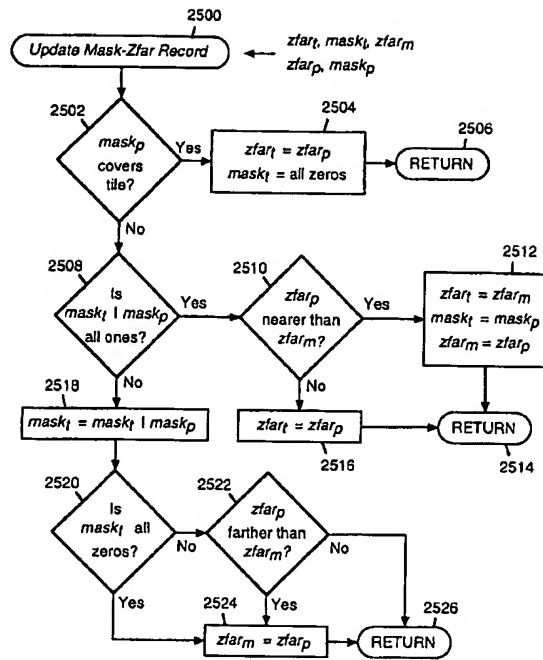 2500
Update Mask-Zfar Record
zfart, maskt, zfarm
zfarp, maskp
2502
maskp
covers
tile?
Yes
2504
zfart = zfarp
maskt = all zeros
2506
RETURN
No
2508
Is
maskt | maskp
all ones?
Yes
2510
zfarp
nearer than
zfarm?
Yes
2512
zfart = zfarm
maskt = maskp
zfarm = zfarp
No
2518
maskt = maskt | maskp
No
zfart = zfarp
2516
RETURN
2514
2520
Is
maskt all
zeros?
No
2522
zfarp
farther than
zfarm?
No
Yes
2524
Yes
zfarm = zfarp
2526
RETURN